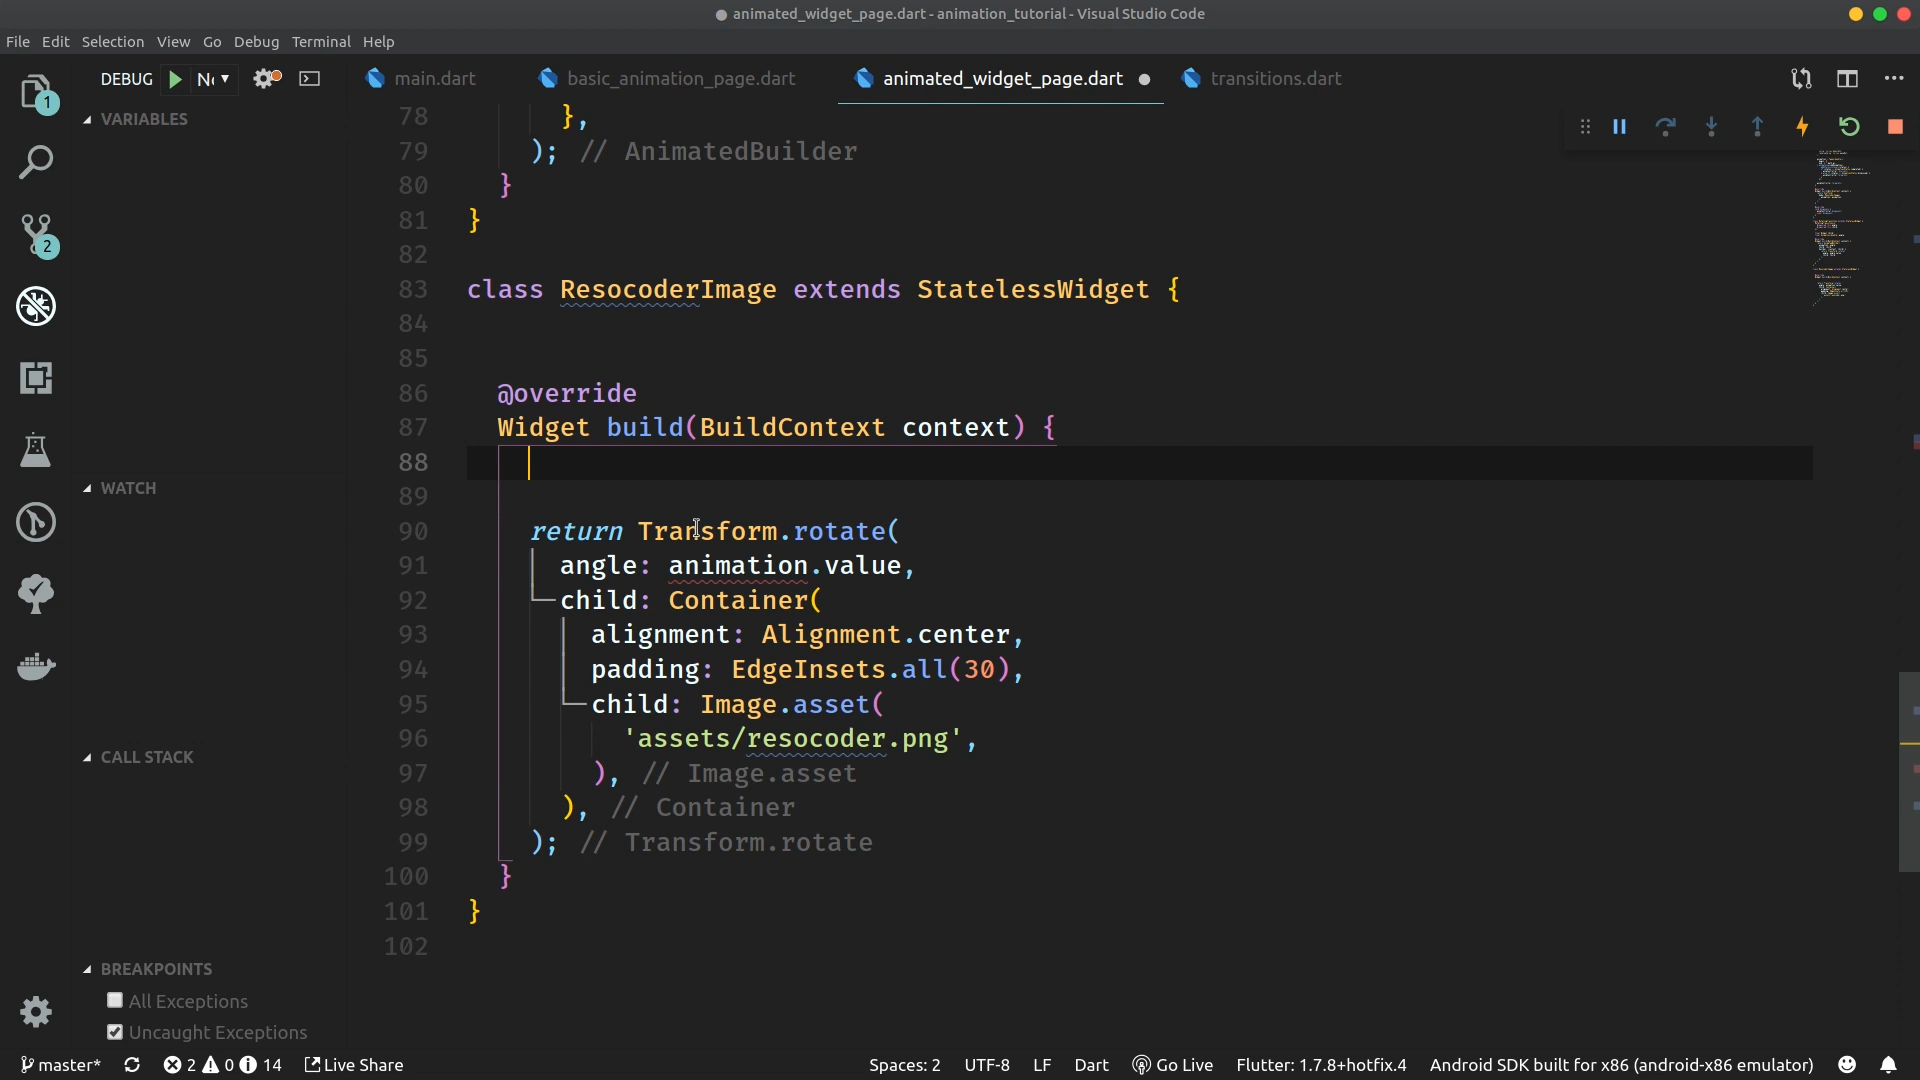 animated_widget_page.dart - animation_tutorial - Visual Studio Code
File Edit Selection View Go Debug Terminal Help
DEBUG
main.dart basic_animation_page.dart animated_widget_page.dart transitions.dart
1
VARIABLES
78 },
79 ); // AnimatedBuilder
80 }
81 }
82
83 class ResocoderImage extends StatelessWidget {
2
84
85
86 @override
87 Widget build(BuildContext context) {
88
WATCH
89
90 return Transform.rotate(
91 angle: animation.value,
92 child: Container(
93 alignment: Alignment.center,
94 padding: EdgeInsets.all(30),
95 child: Image.asset(
96 'assets/resocoder.png',
CALL STACK
97 ), // Image.asset
98 ), // Container
99 ); // Transform.rotate
100 }
101 }
102
BREAKPOINTS
All Exceptions
Uncaught Exceptions
master* 2 0 14 Live Share Spaces: 2 UTF-8 LF Dart Go Live Flutter: 1.7.8+hotfix.4 Android SDK built for x86 (android-x86 emulator)